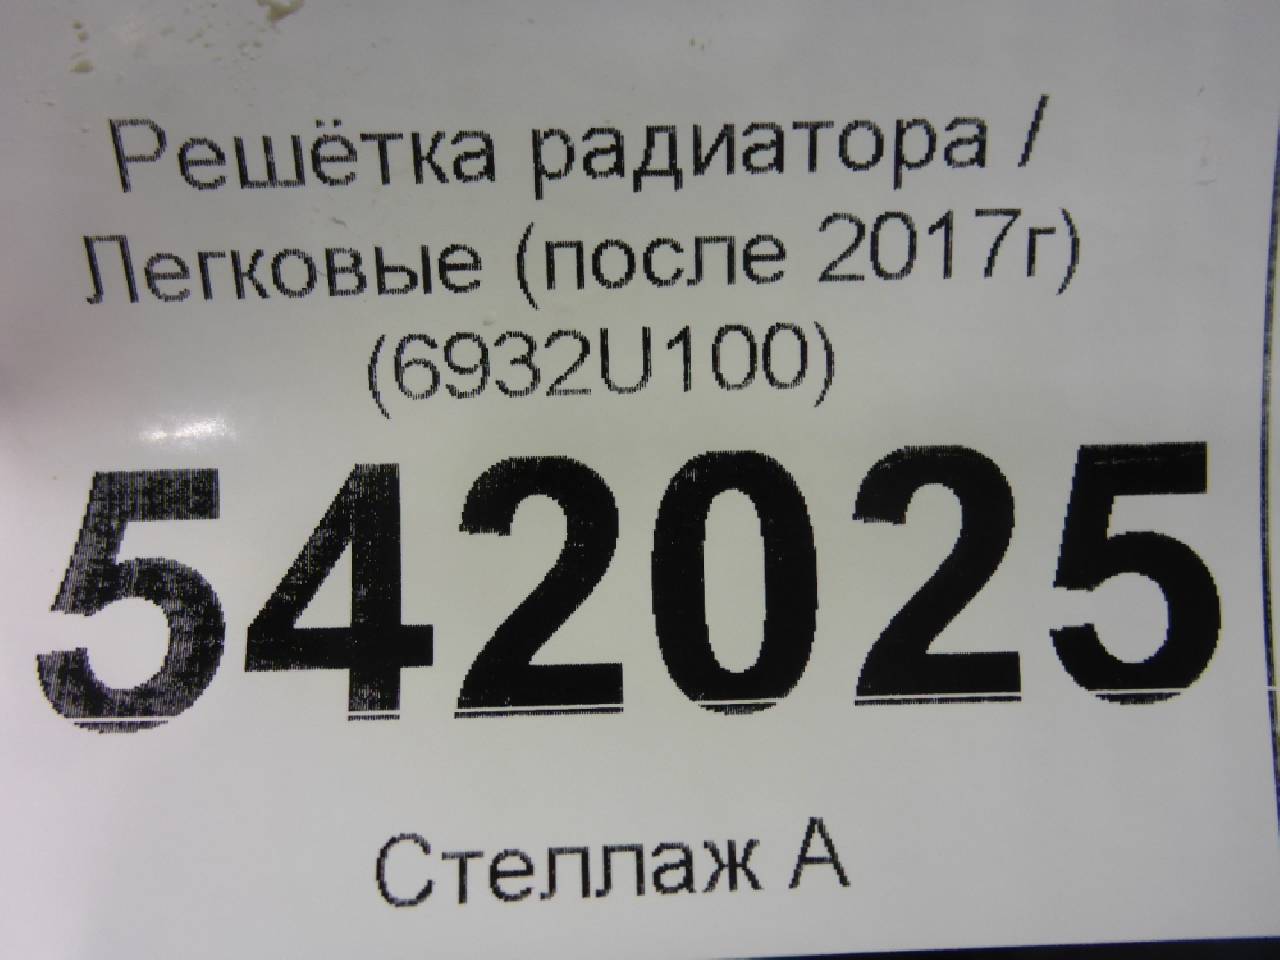 Решётка радиатора /
Легковые (после 2017г)
(6932U100)
542025
Стеллаж А